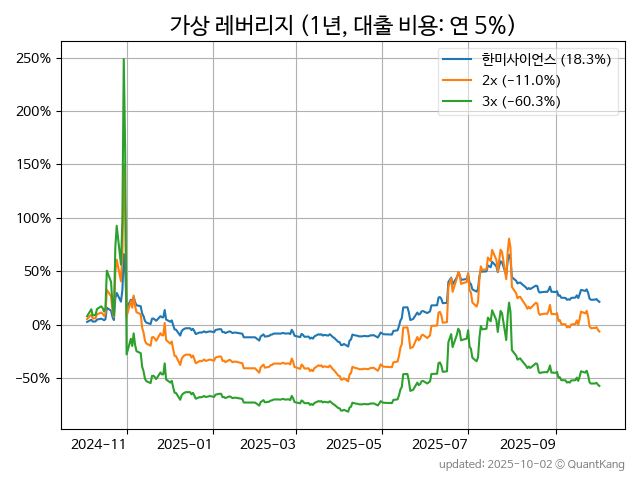 가상 레버리지 (1년, 대출 비용: 연 5%)
한미사이언스 (18.3%)
2x (−11.0%)
3x (−60.3%)
250%
200%
150%
100%
50%
0%
−50%
2024-11
2025-01
2025-03
2025-05
2025-07
2025-09
updated: 2025-10-02 © QuantKang